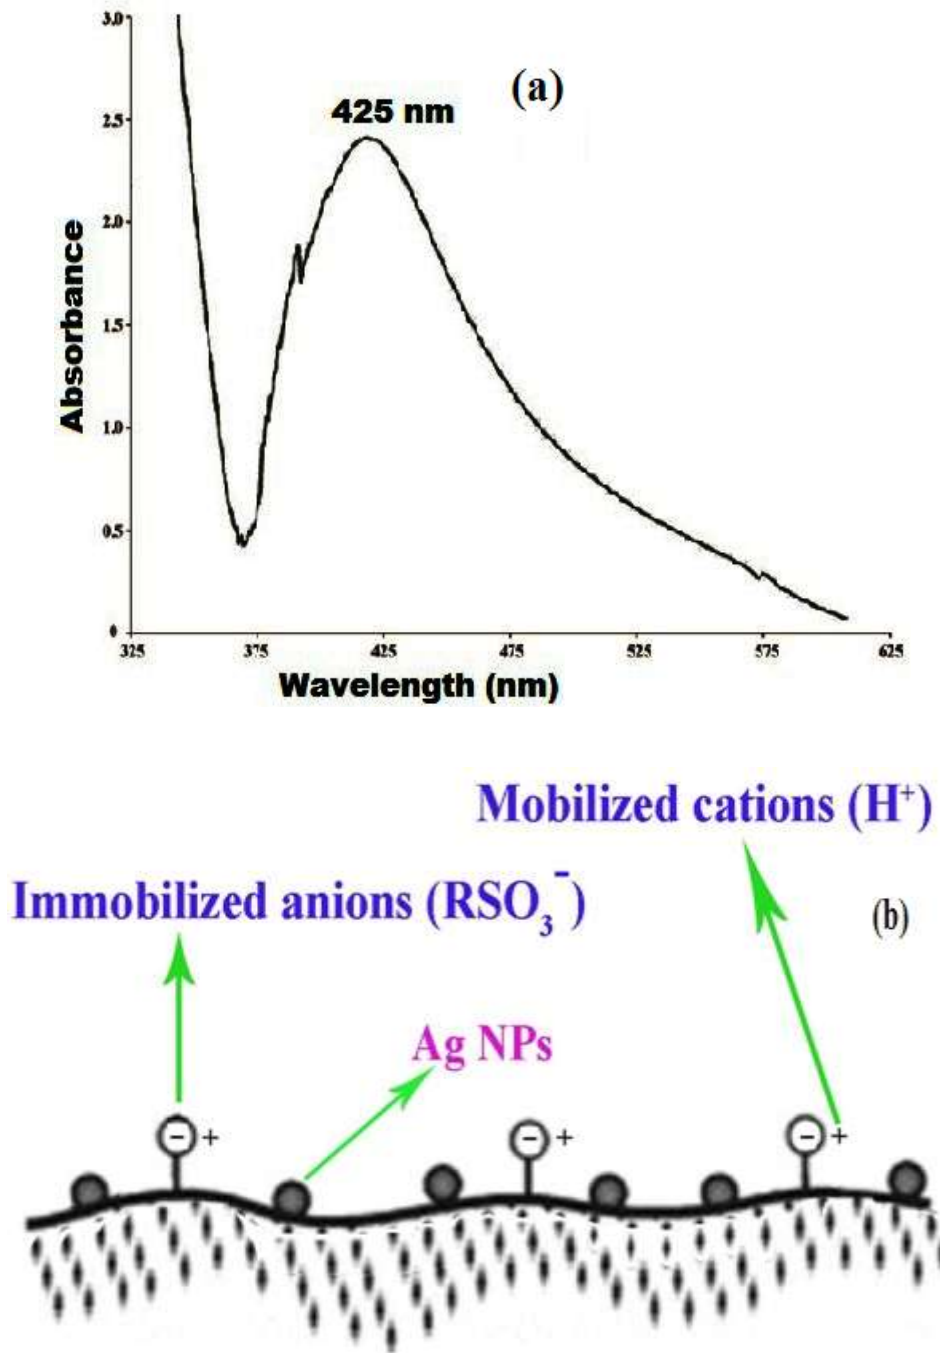 3.0
(a)
425 nm
2.5
2.0
Absorbance
1.5
1.0
0.5
0
325 375 425 475 525 575 625
Wavelength (nm)
Mobilized cations (H⁺)
Immobilized anions (RSO₃⁻)
(b)
Ag NPs
− + − + − +